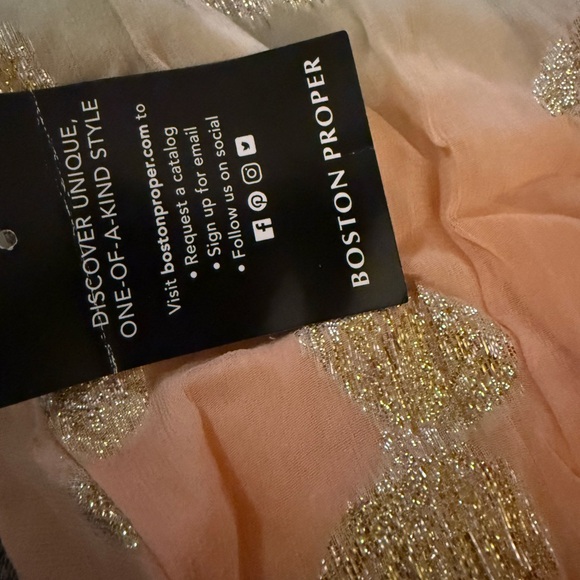 DISCOVER UNIQUE,
ONE-OF-A-KIND STYLE
Visit bostonproper.com to
• Request a catalog
• Sign up for email
• Follow us on social
BOSTON PROPER